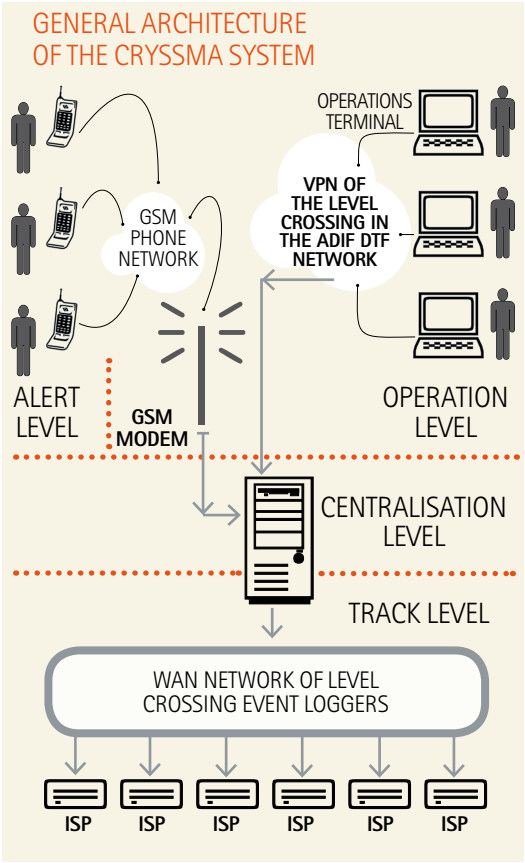 GENERAL ARCHITECTURE
OF THE CRYSSMA SYSTEM
OPERATIONS
TERMINAL
GSM
PHONE
NETWORK
VPN OF
THE LEVEL
CROSSING IN
THE ADIF DTF
NETWORK
ALERT
LEVEL
GSM
MODEM
OPERATION
LEVEL
CENTRALISATION
LEVEL
TRACK LEVEL
WAN NETWORK OF LEVEL
CROSSING EVENT LOGGERS
ISP
ISP
ISP
ISP
ISP
ISP